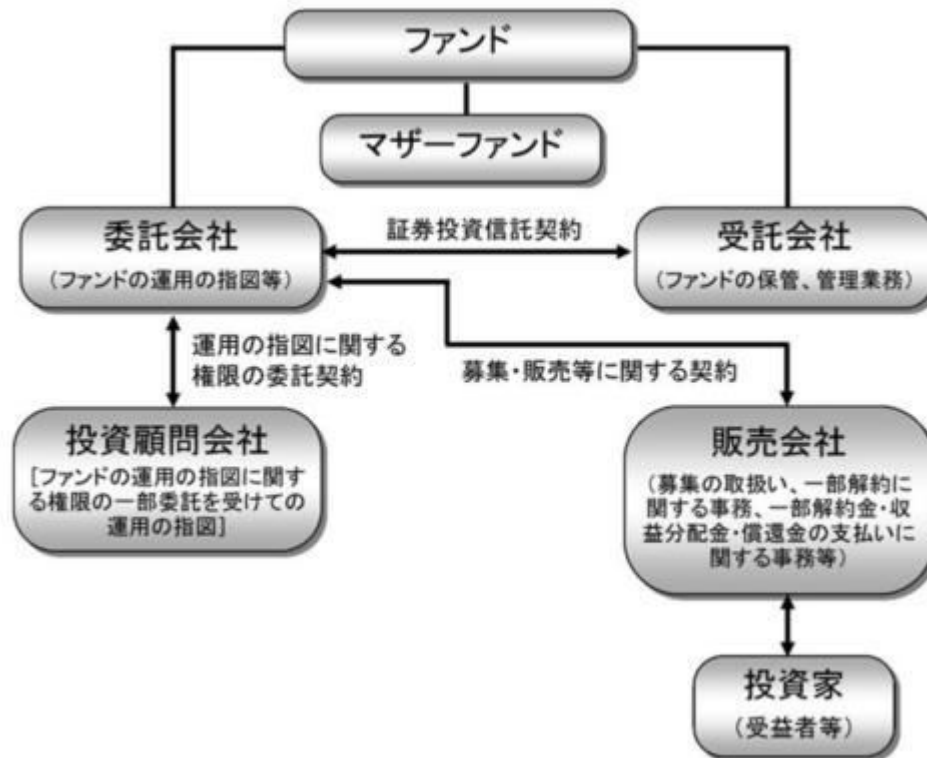 ファンド
マザーファンド
委託会社
(ファンドの運用の指図等)
証券投資信託契約
受託会社
(ファンドの保管、管理業務)
運用の指図に関する
権限の委託契約
募集・販売等に関する契約
投資顧問会社
[ファンドの運用の指図に関す
る権限の一部委託を受けての
運用の指図]
販売会社
(募集の取扱い、一部解約に
関する事務、一部解約金・収
益分配金・償還金の支払いに
関する事務等)
投資家
(受益者等)